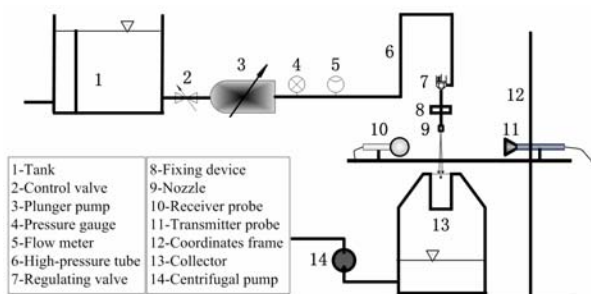 1
2
3
4
5
6
7
8
9
10
11
12
13
14
1-Tank
2-Control valve
3-Plunger pump
4-Pressure gauge
5-Flow meter
6-High-pressure tube
7-Regulating valve
8-Fixing device
9-Nozzle
10-Receiver probe
11-Transmitter probe
12-Coordinates frame
13-Collector
14-Centrifugal pump